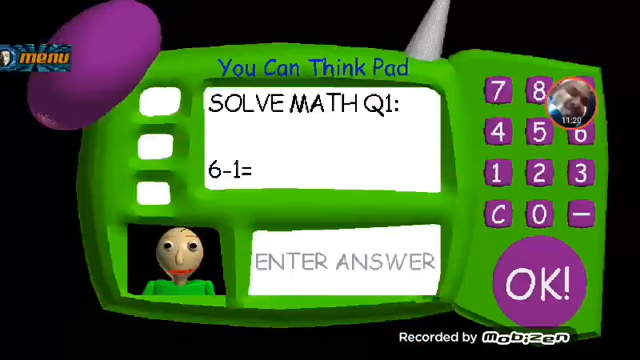 menu
You Can Think Pad
SOLVE MATH Q1:
6-1=
ENTER ANSWER
7 8
11:20
4 5 6
1 2 3
C 0 -
OK!
Recorded by mobizen